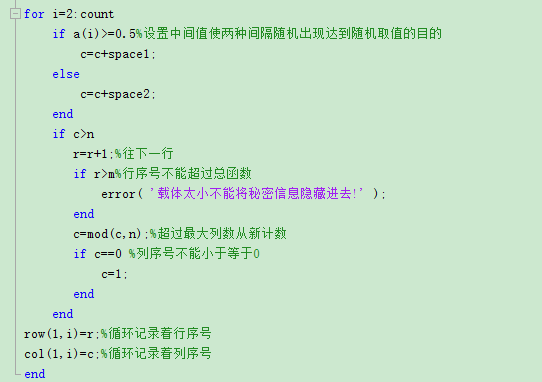 for i=2:count
if a(i)>=0.5%设置中间值使两种间隔随机出现达到随机取值的目的
c=c+space1;
else
c=c+space2;
end
if c>n
r=r+1;%往下一行
if r>m%行序号不能超过总函数
error( '载体太小不能将秘密信息隐藏进去!' );
end
c=mod(c,n);%超过最大列数从新计数
if c==0 %列序号不能小于等于0
c=1;
end
end
row(1,i)=r;%循环记录着行序号
col(1,i)=c;%循环记录着列序号
end